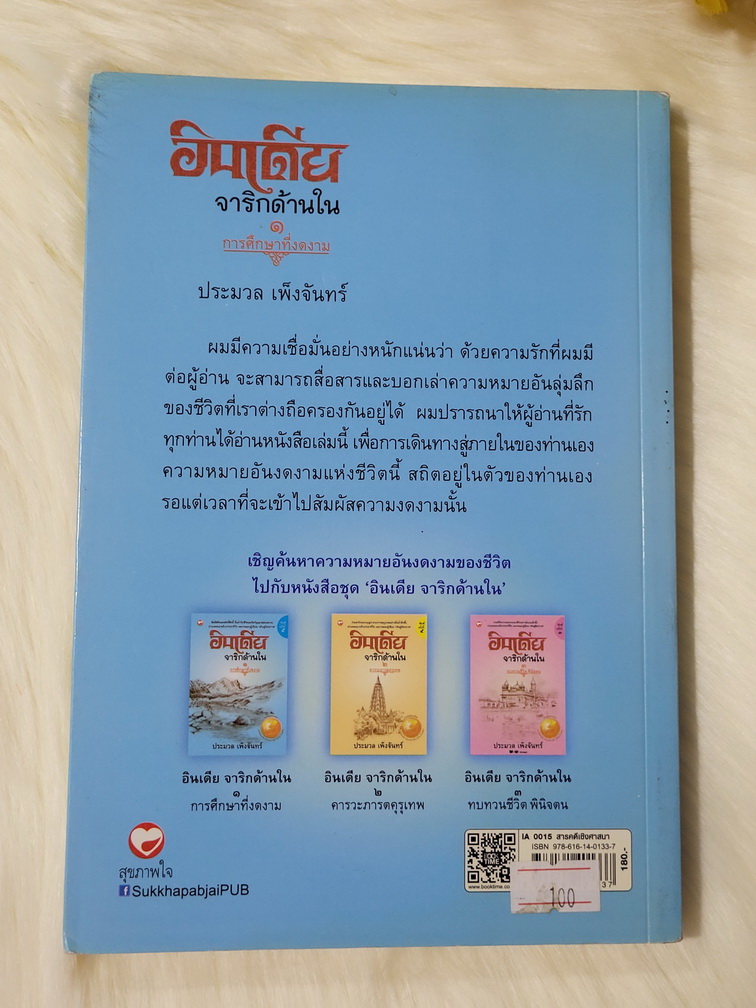 อินเดีย
จาริกด้านใน
๑
การศึกษาที่งดงาม
ประมวล เพ็งจันทร์
ผมมีความเชื่อมั่นอย่างหนักแน่นว่า ด้วยความรักที่ผมมี
ต่อผู้อ่าน จะสามารถสื่อสารและบอกเล่าความหมายอันลุ่มลึก
ของชีวิตที่เราต่างถือครองกันอยู่ได้ ผมปรารถนาให้ผู้อ่านที่รัก
ทุกท่านได้อ่านหนังสือเล่มนี้ เพื่อการเดินทางสู่ภายในของท่านเอง
ความหมายอันงดงามแห่งชีวิตนี้ สถิตอยู่ในตัวของท่านเอง
รอแต่เวลาที่จะเข้าไปสัมผัสความงดงามนั้น
เชิญค้นหาความหมายอันงดงามของชีวิต
ไปกับหนังสือชุด ‘อินเดีย จาริกด้านใน’
อินเดีย
จาริกด้านใน
๑
ประมวล เพ็งจันทร์
อินเดีย
จาริกด้านใน
๒
ประมวล เพ็งจันทร์
อินเดีย
จาริกด้านใน
๓
ประมวล เพ็งจันทร์
อินเดีย จาริกด้านใน
๑
การศึกษาที่งดงาม
อินเดีย จาริกด้านใน
๒
คารวะภารตคุรุเทพ
อินเดีย จาริกด้านใน
๓
ทบทวนชีวิต พินิจตน
สุขภาพใจ
SukkhapabjaiPUB
TIME
www.booktime.co
IA 0015 สารคดีเชิงศาสนา
ISBN 978-616-14-0133-7
180.-
37
100